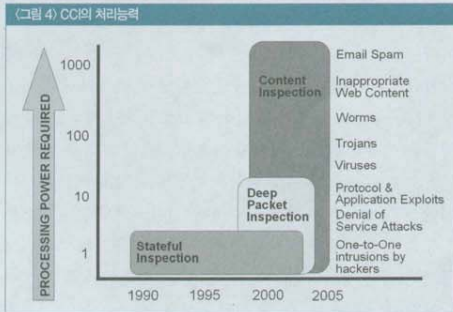 <그림 4> CCI의 처리능력
PROCESSING POWER REQUIRED
1000
100
10
1
Content
Inspection
Deep
Packet
Inspection
Stateful
Inspection
Email Spam
Inappropriate
Web Content
Worms
Trojans
Viruses
Protocol &
Application Exploits
Denial of
Service Attacks
One-to-One
intrusions by
hackers
1990
1995
2000
2005